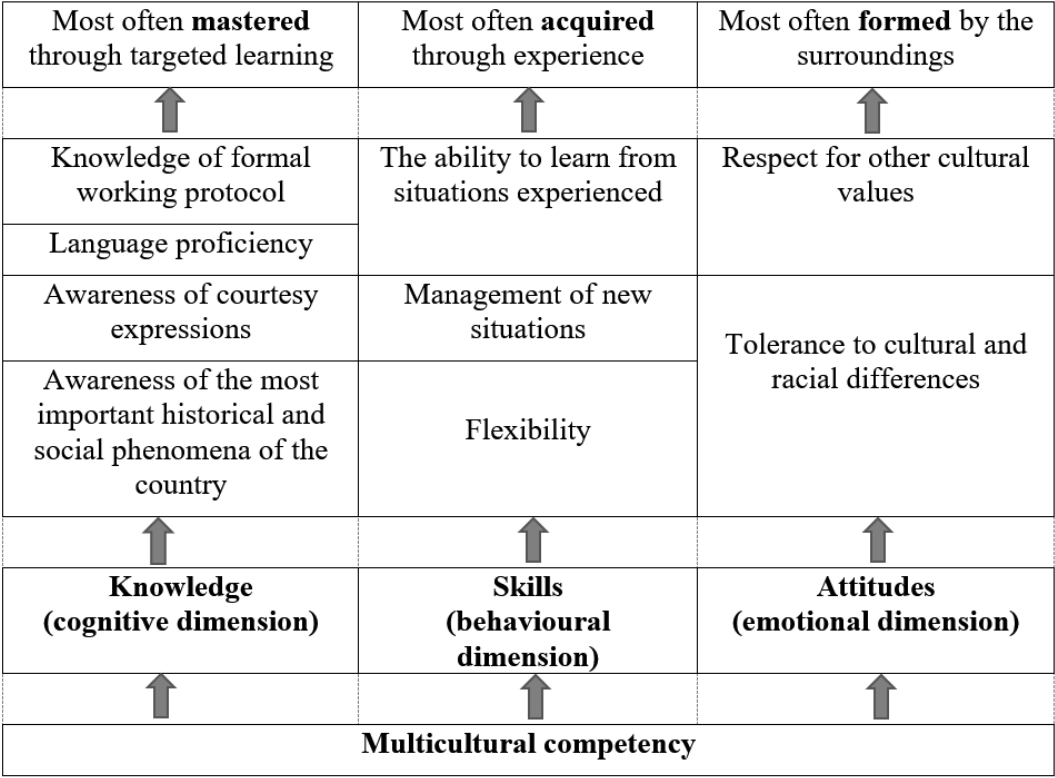 Most often mastered
through targeted learning
Most often acquired
through experience
Most often formed by the
surroundings
Knowledge of formal
working protocol
The ability to learn from
situations experienced
Respect for other cultural
values
Language proficiency
Awareness of courtesy
expressions
Management of new
situations
Tolerance to cultural and
racial differences
Awareness of the most
important historical and
social phenomena of the
country
Flexibility
Knowledge
(cognitive dimension)
Skills
(behavioural
dimension)
Attitudes
(emotional dimension)
Multicultural competency